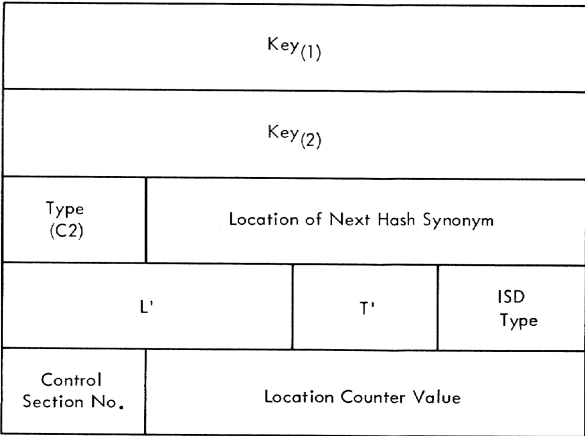 Key(1)
Key(2)
Type
(C2)
Location of Next Hash Synonym
L'
T'
ISD
Type
Control
Section No.
Location Counter Value